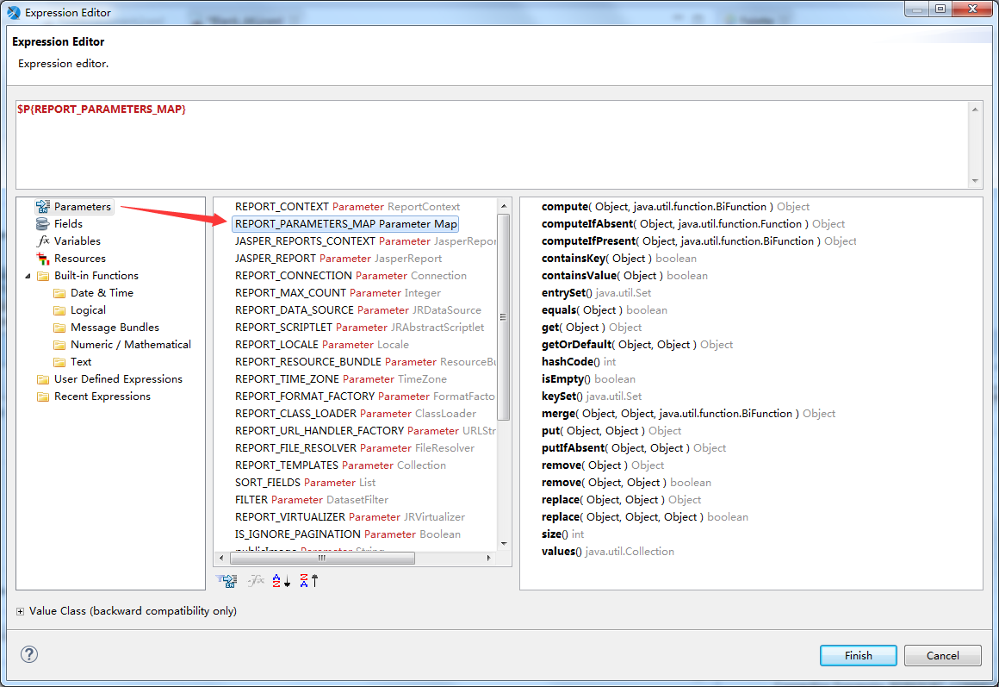 Expression Editor
Expression Editor
Expression editor.
$P{REPORT_PARAMETERS_MAP}
Parameters
Fields
Variables
Resources
Built-in Functions
Date & Time
Logical
Message Bundles
Numeric / Mathematical
Text
User Defined Expressions
Recent Expressions
REPORT_CONTEXT Parameter ReportContext
REPORT_PARAMETERS_MAP Parameter Map
JASPER_REPORTS_CONTEXT Parameter JasperRepor
JASPER_REPORT Parameter JasperReport
REPORT_CONNECTION Parameter Connection
REPORT_MAX_COUNT Parameter Integer
REPORT_DATA_SOURCE Parameter JRDataSource
REPORT_SCRIPTLET Parameter JRAbstractScriptlet
REPORT_LOCALE Parameter Locale
REPORT_RESOURCE_BUNDLE Parameter ResourceBu
REPORT_TIME_ZONE Parameter TimeZone
REPORT_FORMAT_FACTORY Parameter FormatFacto
REPORT_CLASS_LOADER Parameter ClassLoader
REPORT_URL_HANDLER_FACTORY Parameter URLStr
REPORT_FILE_RESOLVER Parameter FileResolver
REPORT_TEMPLATES Parameter Collection
SORT_FIELDS Parameter List
FILTER Parameter DatasetFilter
REPORT_VIRTUALIZER Parameter JRVirtualizer
IS_IGNORE_PAGINATION Parameter Boolean
publicImage Parameter String
compute( Object, java.util.function.BiFunction ) Object
computeIfAbsent( Object, java.util.function.Function ) Object
computeIfPresent( Object, java.util.function.BiFunction ) Object
containsKey( Object ) boolean
containsValue( Object ) boolean
entrySet() java.util.Set
equals( Object ) boolean
get( Object ) Object
getOrDefault( Object, Object ) Object
hashCode() int
isEmpty() boolean
keySet() java.util.Set
merge( Object, Object, java.util.function.BiFunction ) Object
put( Object, Object ) Object
putIfAbsent( Object, Object ) Object
remove( Object ) Object
remove( Object, Object ) boolean
replace( Object, Object ) Object
replace( Object, Object, Object ) boolean
size() int
values() java.util.Collection
Value Class (backward compatibility only)
Finish
Cancel